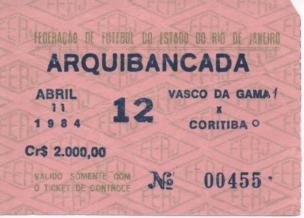 FEDERAÇÃO DE FUTEBOL DO ESTADO DO RIO DE JANEIRO
ARQUIBANCADA
ABRIL
11
1984
12
VASCO DA GAMA
x
CORITIBA
Cr$ 2.000,00
VALIDO SOMENTE COM
O TICKET DE CONTROLE
Nº 00455